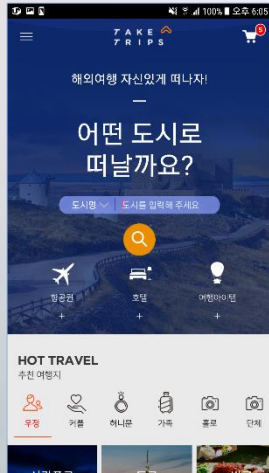 100% 오후 6:05
TAKE
TRIPS
5
해외여행 자신있게 떠나자!
어떤 도시로
떠날까요?
도시명 도시를 입력해 주세요
항공권 호텔 여행아이템
+ + +
HOT TRAVEL
추천 여행지
우정 커플 허니문 가족 홀로 단체